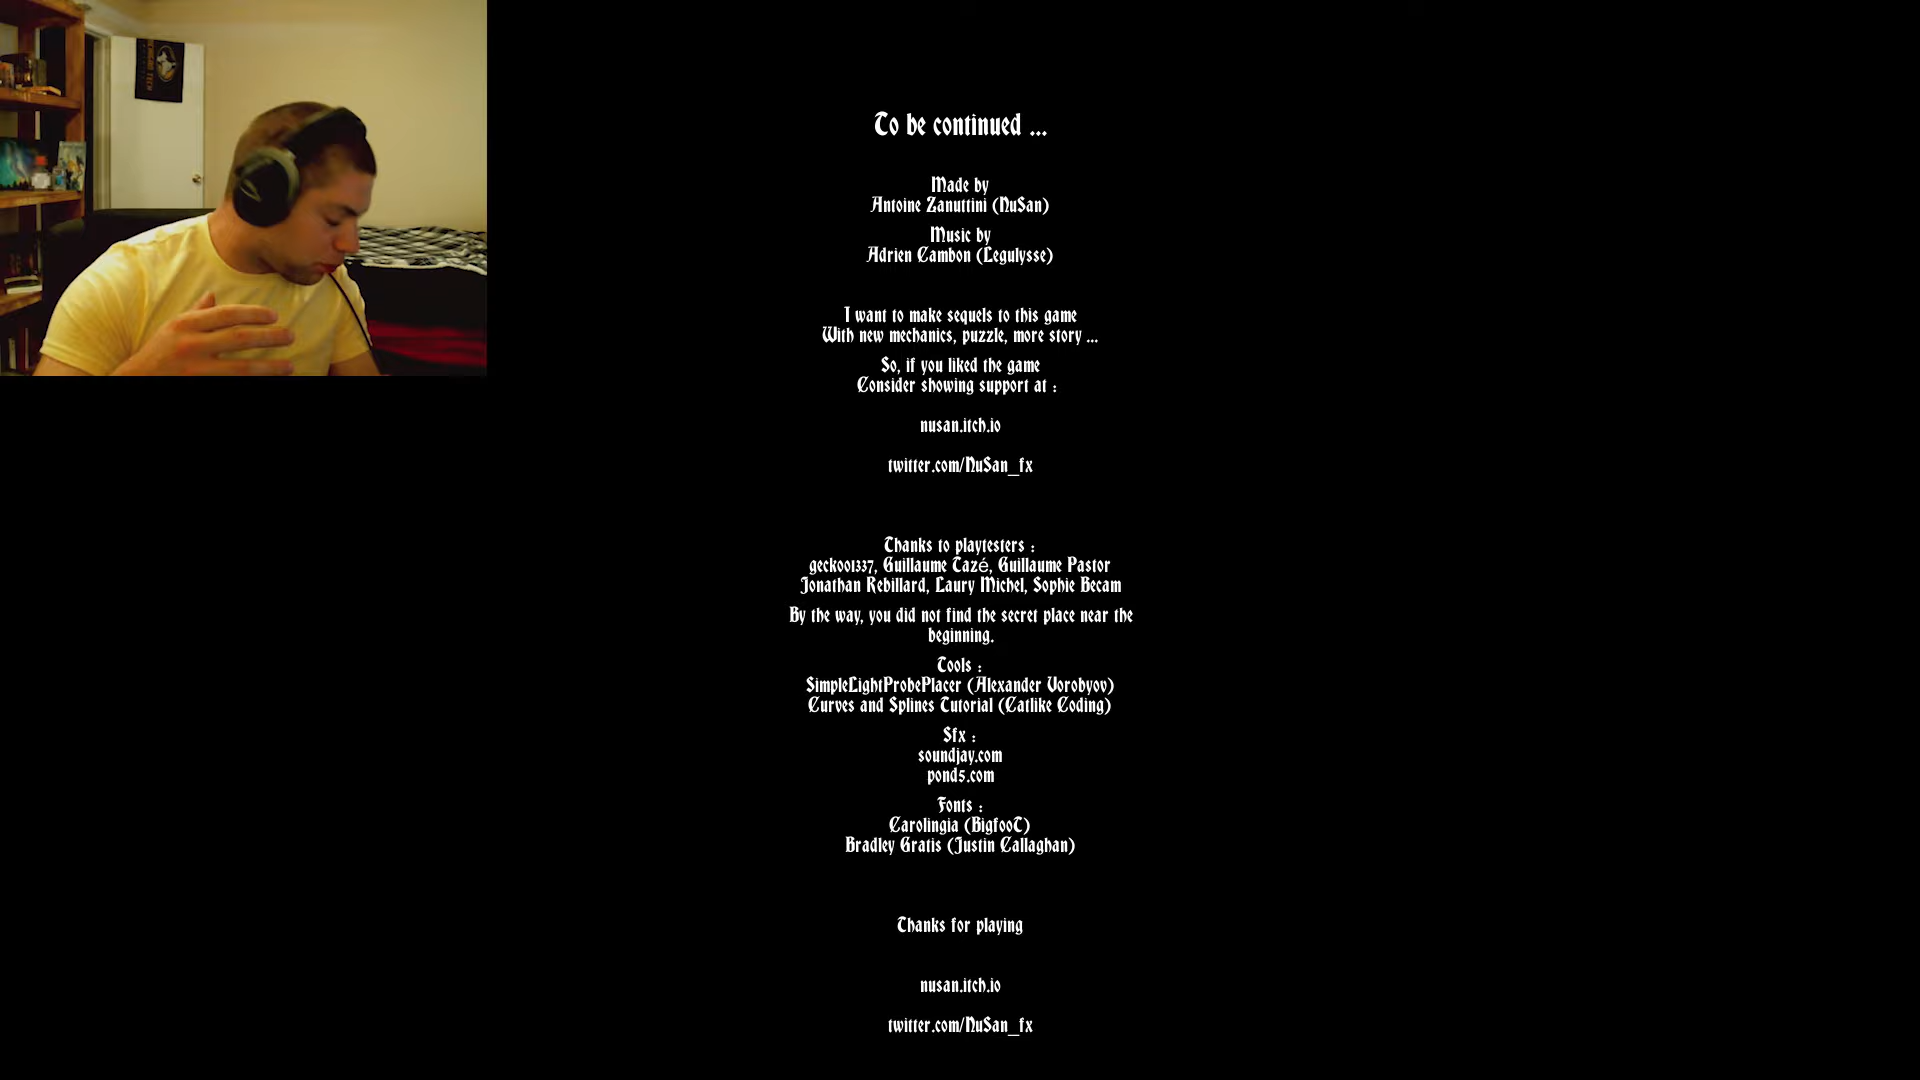 To be continued ...
Made by
Antoine Zanuttini (NuSan)
Music by
Adrien Cambon (Legulysse)
I want to make sequels to this game
With new mechanics, puzzle, more story ...
So, if you liked the game
Consider showing support at :
nusan.itch.io
twitter.com/NuSan_fx
Thanks to playtesters :
gecko01337, Guillaume Tazé, Guillaume Pastor
Jonathan Rebillard, Laury Michel, Sophie Becam
By the way, you did not find the secret place near the
beginning.
Tools :
SimpleLightProbePlacer (Alexander Vorobyov)
Curves and Splines Tutorial (Catlike Coding)
Sfx :
soundjay.com
pond5.com
Fonts :
Carolingia (BigfooT)
Bradley Gratis (Justin Callaghan)
Thanks for playing
nusan.itch.io
twitter.com/NuSan_fx